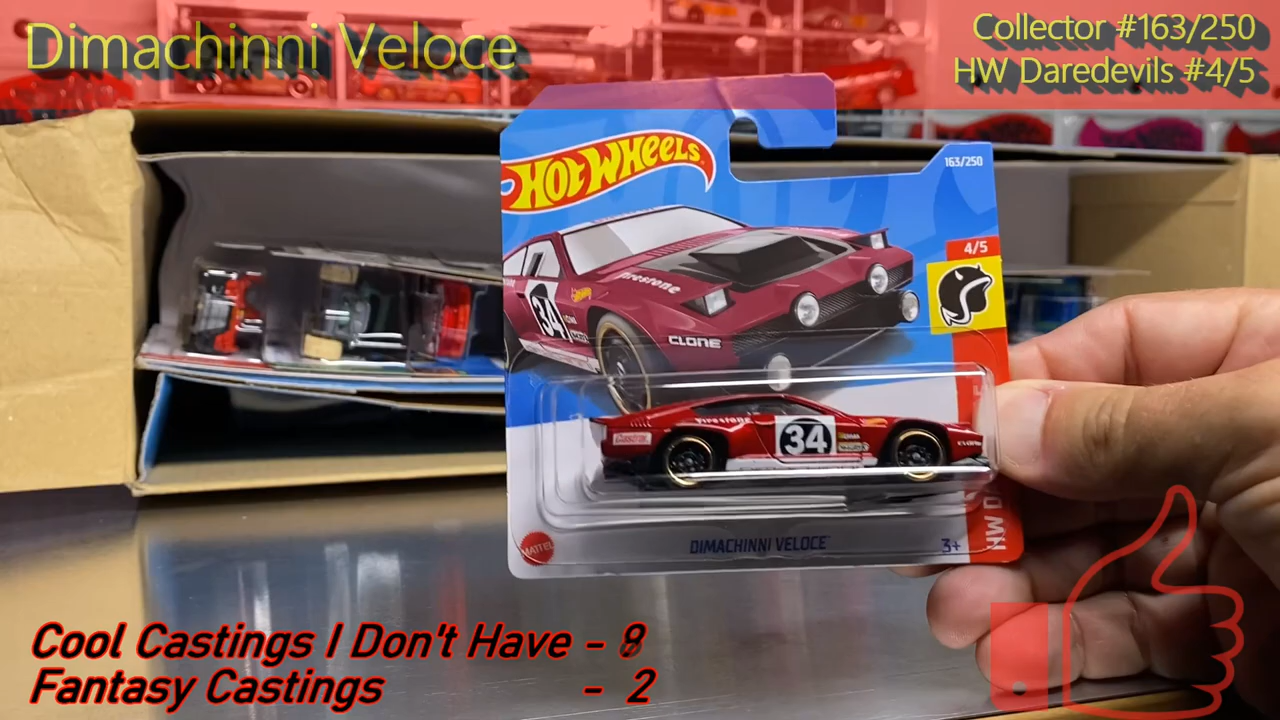 Dimachinni Veloce
Collector #163/250
HW Daredevils #4/5
HOT WHEELS
163/250
4/5
Firestone
34
CLONE
Firestone
34
MATTEL
DIMACHINNI VELOCE
3+
HW D
Cool Castings I Don't Have - 8
Fantasy Castings - 2